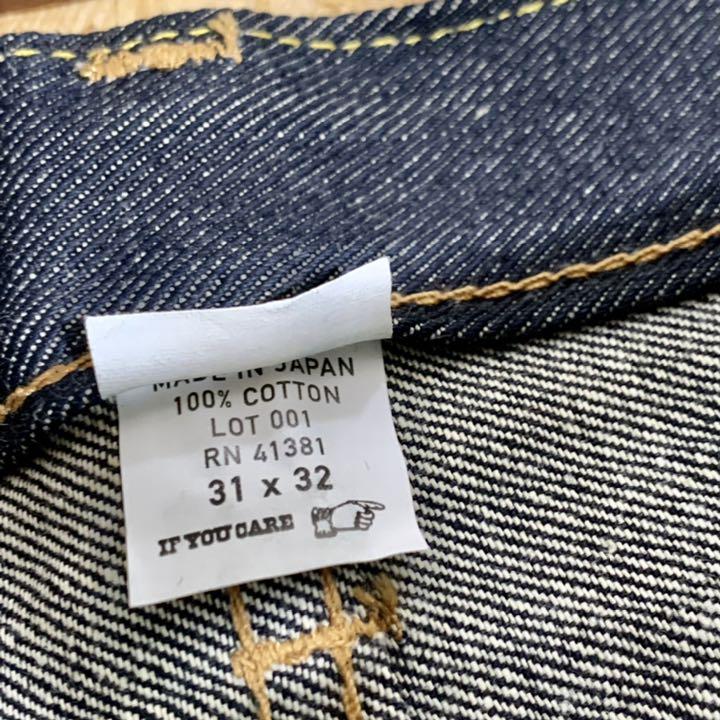 MADE IN JAPAN
100% COTTON
LOT 001
RN 41381
31 x 32
IF YOU CARE